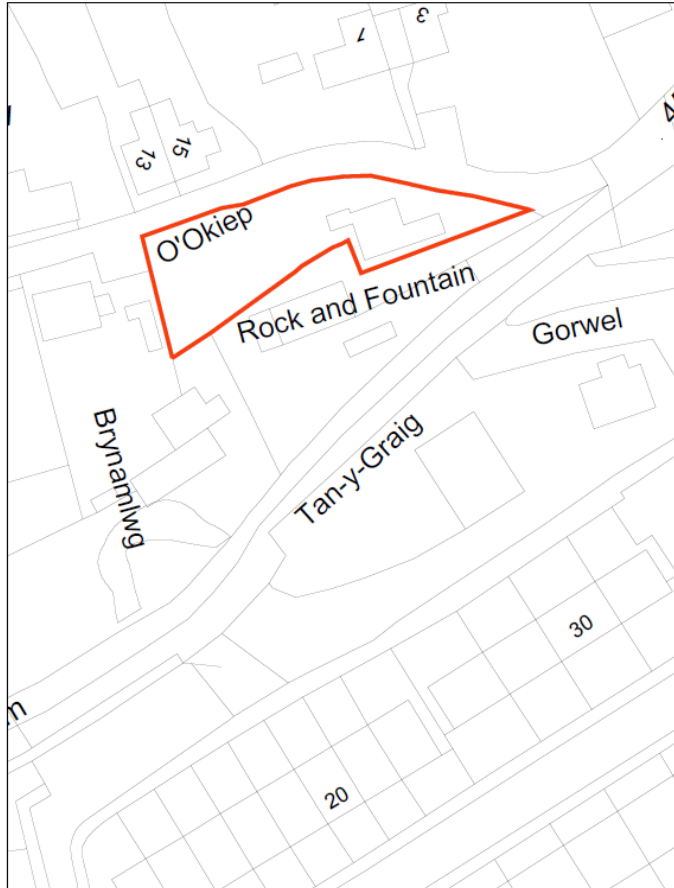 3
7
15
13
O'Okiep
Rock and Fountain
Gorwel
Brynamlwg
Tan-y-Graig
30
20